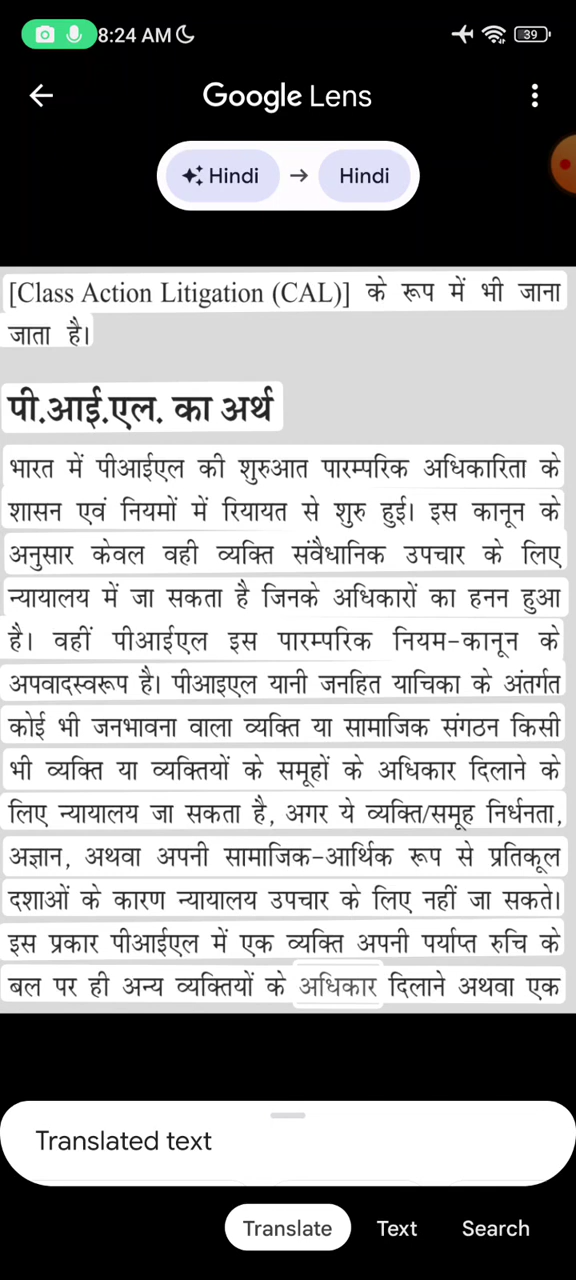 8:24 AM
39
Google Lens
Hindi → Hindi
[Class Action Litigation (CAL)] के रूप में भी जाना
जाता है।
पी.आई.एल. का अर्थ
भारत में पीआईएल की शुरुआत पारम्परिक अधिकारिता के
शासन एवं नियमों में रियायत से शुरु हुई। इस कानून के
अनुसार केवल वही व्यक्ति संवैधानिक उपचार के लिए
न्यायालय में जा सकता है जिनके अधिकारों का हनन हुआ
है। वहीं पीआईएल इस पारम्परिक नियम-कानून के
अपवादस्वरूप है। पीआइएल यानी जनहित याचिका के अंतर्गत
कोई भी जनभावना वाला व्यक्ति या सामाजिक संगठन किसी
भी व्यक्ति या व्यक्तियों के समूहों के अधिकार दिलाने के
लिए न्यायालय जा सकता है, अगर ये व्यक्ति/समूह निर्धनता,
अज्ञान, अथवा अपनी सामाजिक-आर्थिक रूप से प्रतिकूल
दशाओं के कारण न्यायालय उपचार के लिए नहीं जा सकते।
इस प्रकार पीआईएल में एक व्यक्ति अपनी पर्याप्त रुचि के
बल पर ही अन्य व्यक्तियों के अधिकार दिलाने अथवा एक
Translated text
Translate Text Search